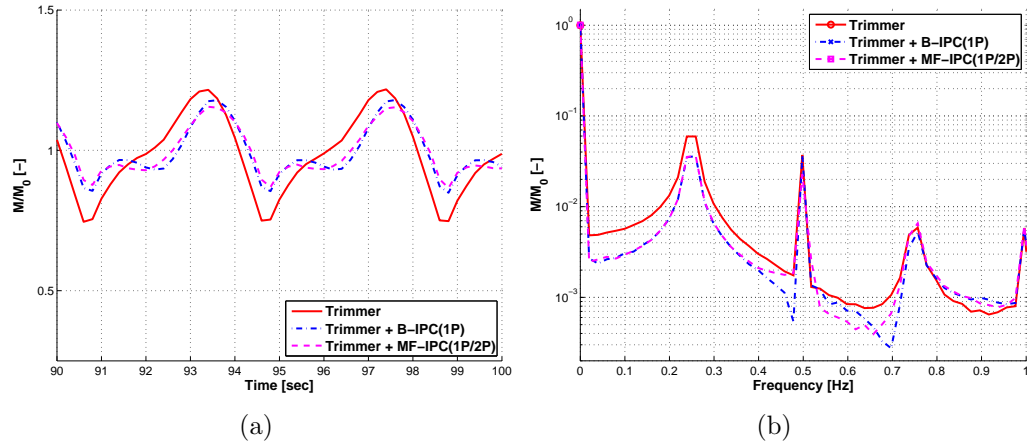 1.5
1
0.5
M/M0 [−]
90 91 92 93 94 95 96 97 98 99 100
Time [sec]
Trimmer
Trimmer + B−IPC(1P)
Trimmer + MF−IPC(1P/2P)
(a)
10^0
10^−1
10^−2
10^−3
M/M0 [−]
0 0.1 0.2 0.3 0.4 0.5 0.6 0.7 0.8 0.9 1
Frequency [Hz]
Trimmer
Trimmer + B−IPC(1P)
Trimmer + MF−IPC(1P/2P)
(b)